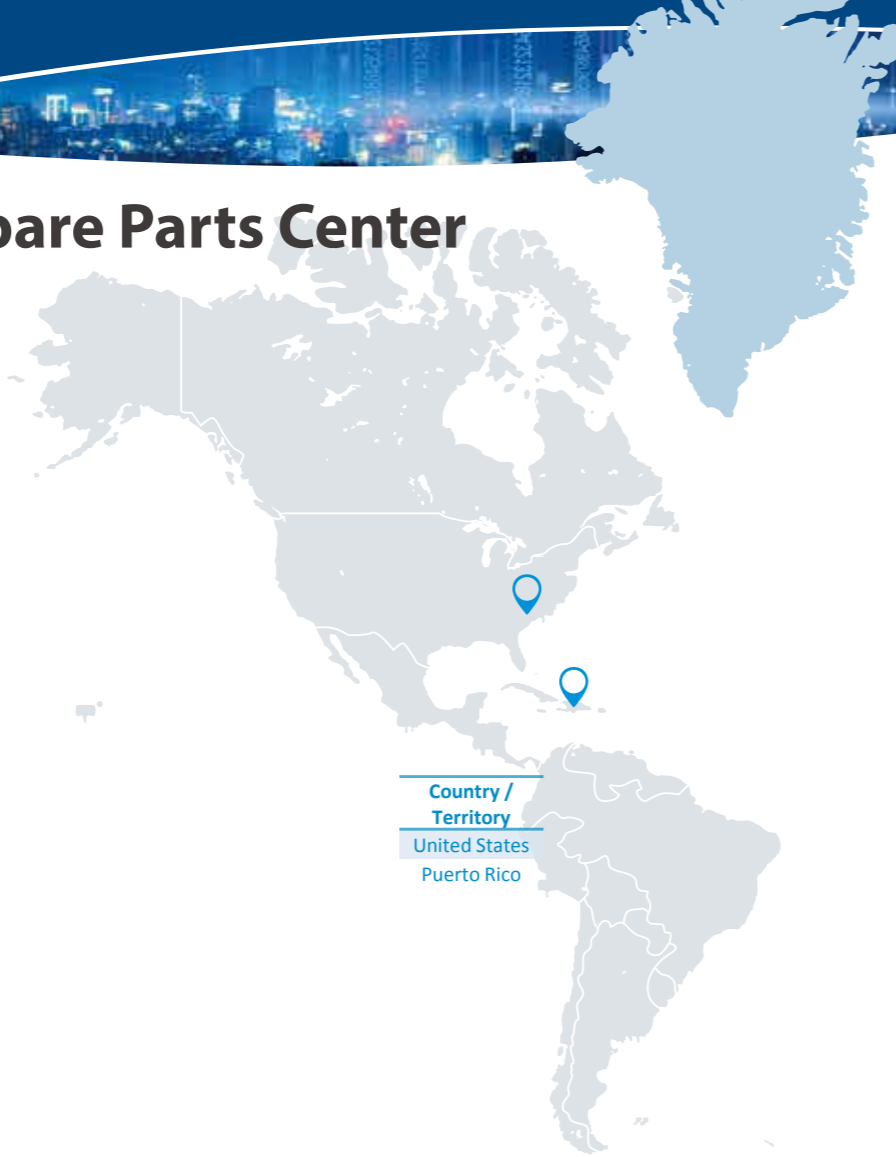 pare Parts Center
Country /
Territory
United States
Puerto Rico